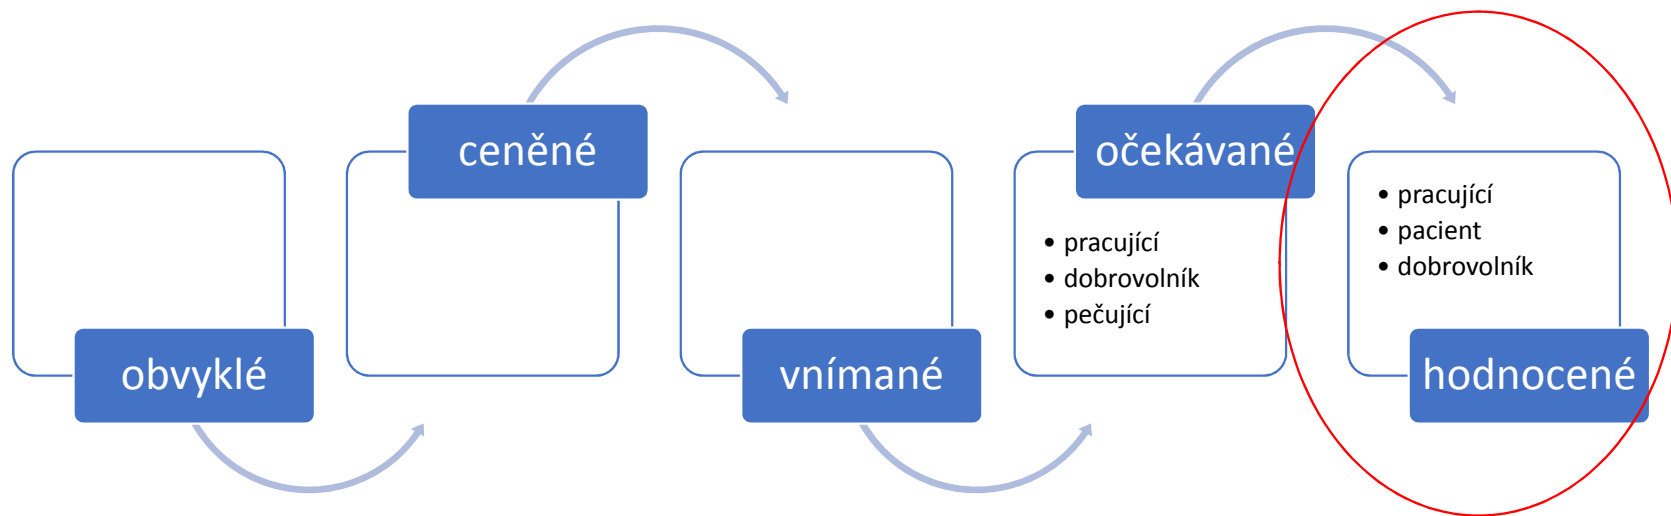 obvyklé
ceněné
vnímané
očekávané
• pracující
• dobrovolník
• pečující
• pracující
• pacient
• dobrovolník
hodnocené